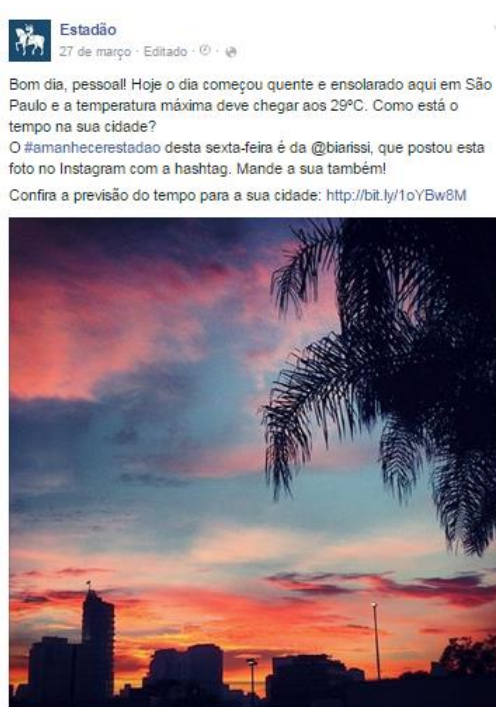 Estadão
27 de março · Editado ·
Bom dia, pessoal! Hoje o dia começou quente e ensolarado aqui em São
Paulo e a temperatura máxima deve chegar aos 29ºC. Como está o
tempo na sua cidade?
O #amanhecerestadao desta sexta-feira é da @biarissi, que postou esta
foto no Instagram com a hashtag. Mande a sua também!
Confira a previsão do tempo para a sua cidade: http://bit.ly/1oYBw8M